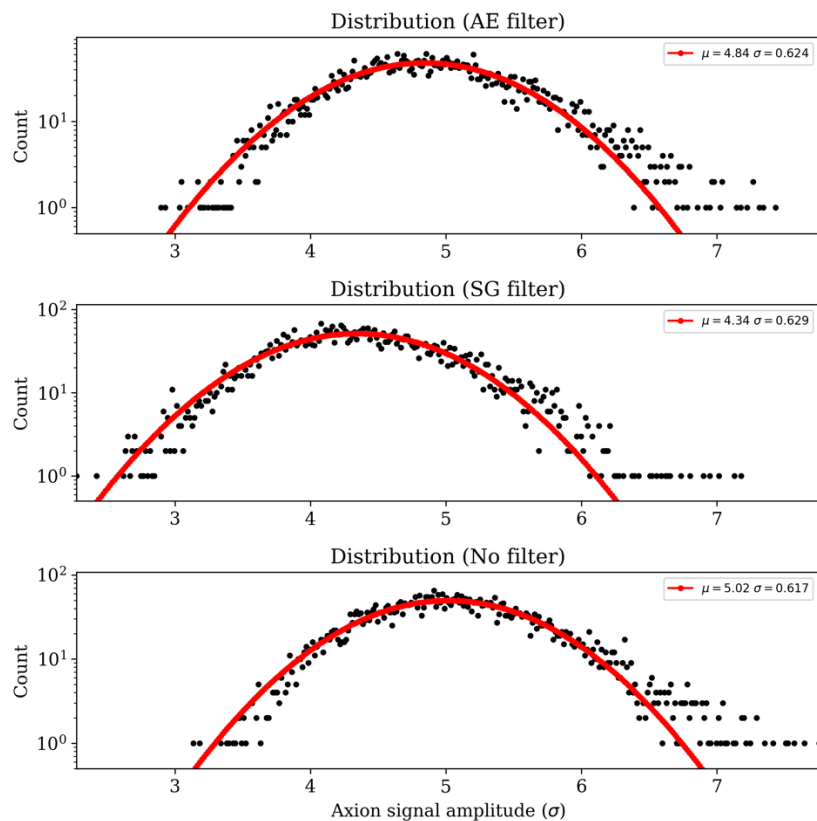 Distribution (AE filter)
μ = 4.84 σ = 0.624
Count
10¹
10⁰
3 4 5 6 7
Distribution (SG filter)
μ = 4.34 σ = 0.629
Count
10²
10¹
10⁰
3 4 5 6 7
Distribution (No filter)
μ = 5.02 σ = 0.617
Count
10²
10¹
10⁰
3 4 5 6 7
Axion signal amplitude (σ)